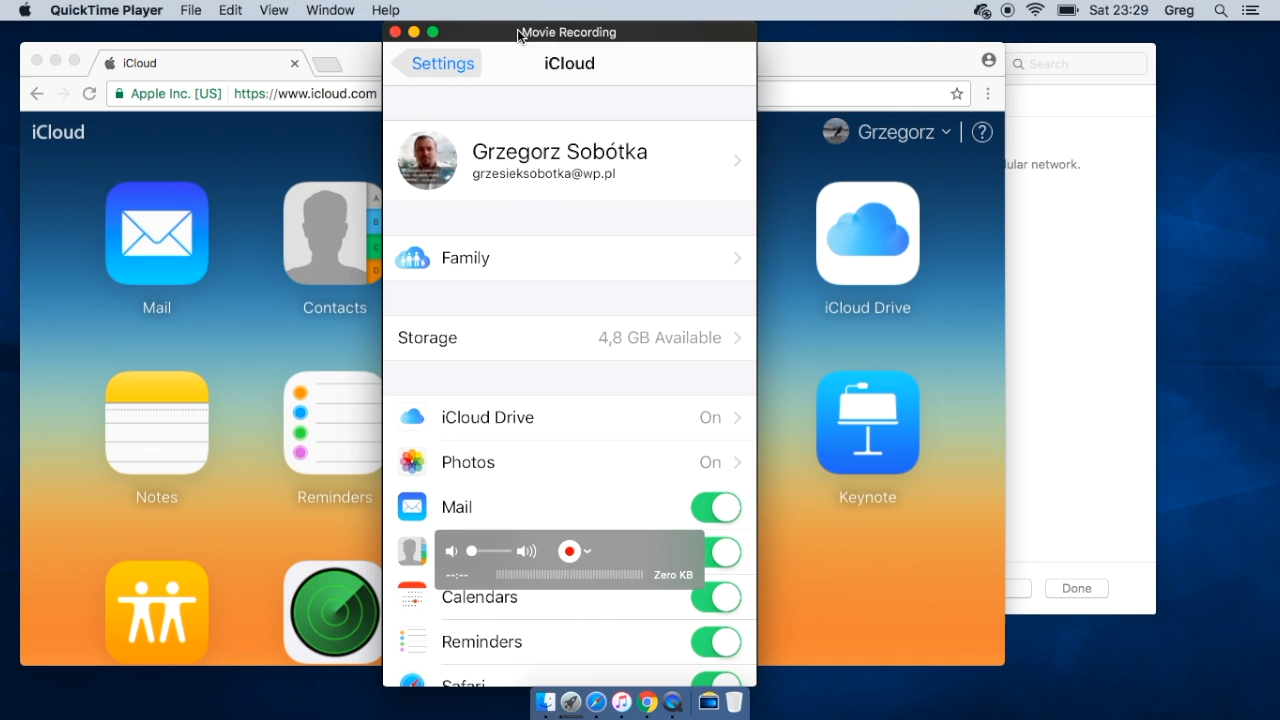 QuickTime Player File Edit View Window Help Sat 23:29 Greg
Movie Recording
iCloud
Search
Apple Inc. [US] https://www.icloud.com
Settings
iCloud
iCloud
Grzegorz
?
Grzegorz Sobótka
grzesieksobotka@wp.pl
lular network.
Family
Mail
Contacts
iCloud Drive
Storage 4,8 GB Available
iCloud Drive On
Photos On
Notes
Reminders
Keynote
Mail
--:--
Zero KB
Calendars
Done
Reminders
Safari
A
B
C
D